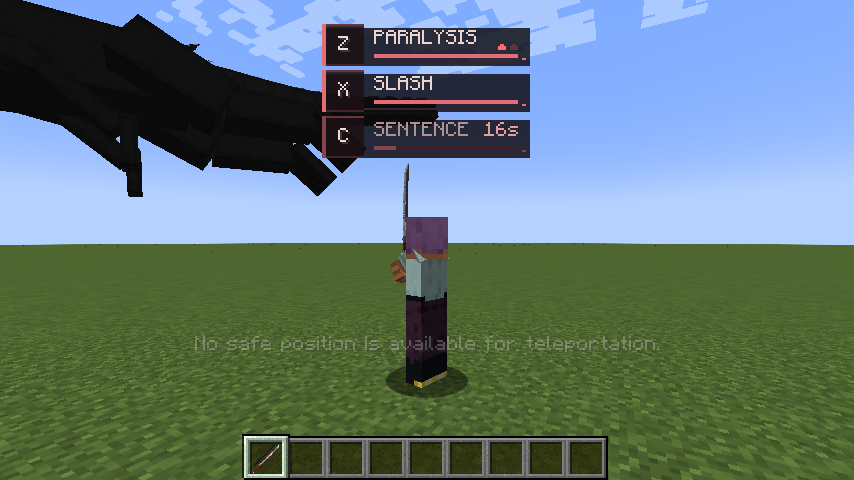 Z PARALYSIS
X SLASH
C SENTENCE 16s
No safe position is available for teleportation.